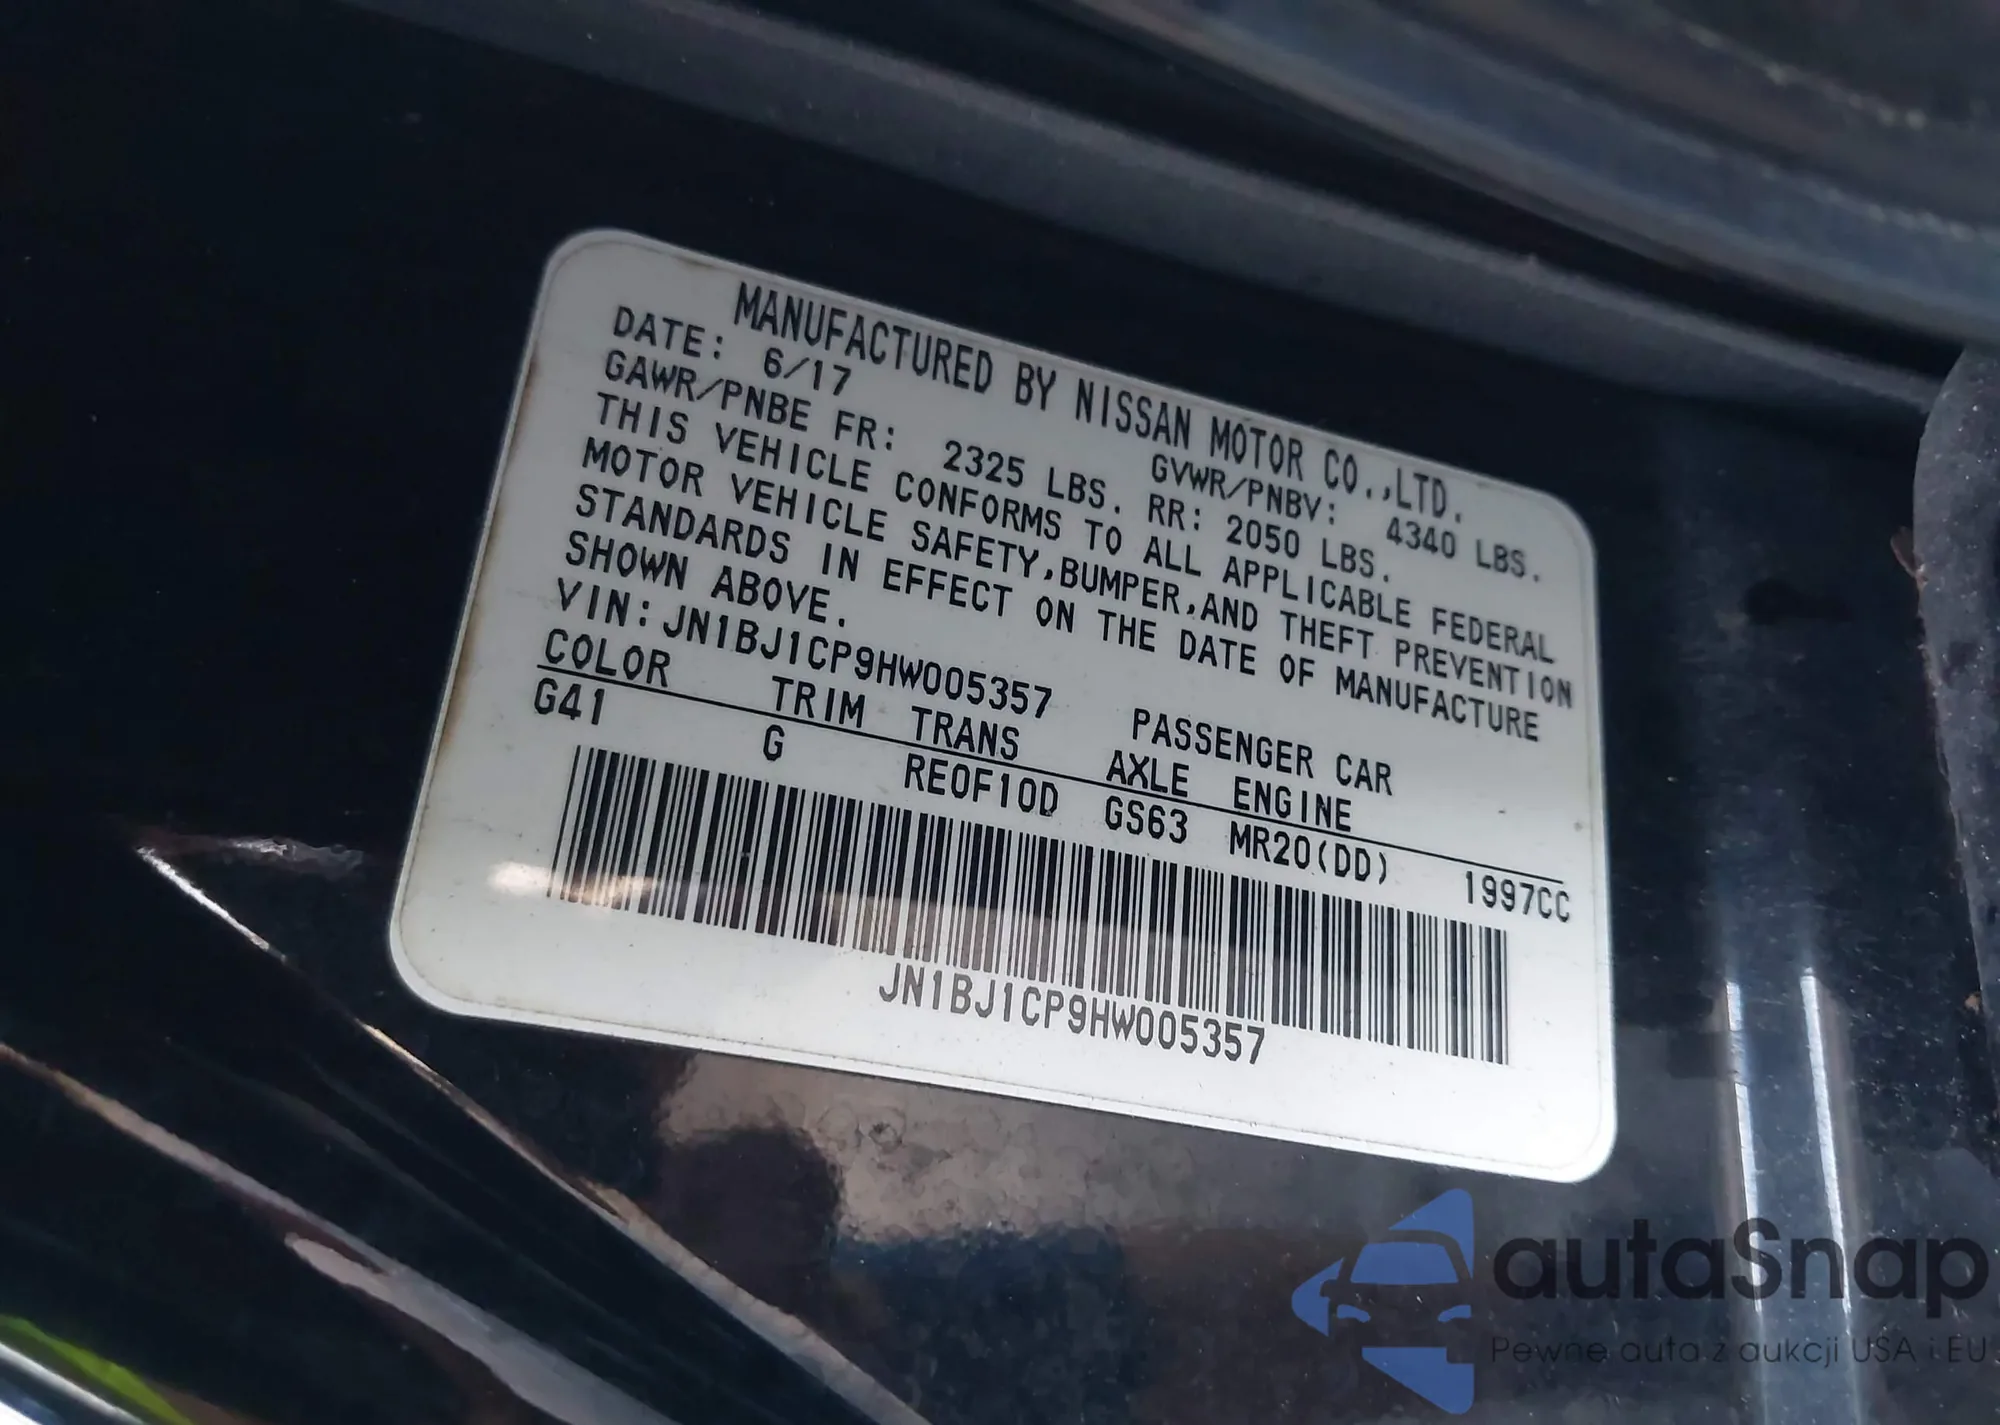 MANUFACTURED BY NISSAN MOTOR CO.,LTD.
DATE: 6/17 GVWR/PNBV: 4340 LBS.
GAWR/PNBE FR: 2325 LBS. RR: 2050 LBS.
THIS VEHICLE CONFORMS TO ALL APPLICABLE FEDERAL
MOTOR VEHICLE SAFETY,BUMPER,AND THEFT PREVENTION
STANDARDS IN EFFECT ON THE DATE OF MANUFACTURE
SHOWN ABOVE.
VIN:JN1BJ1CP9HW005357 PASSENGER CAR
COLOR TRIM TRANS AXLE ENGINE
G41 G RE0F10D GS63 MR20(DD) 1997CC
JN1BJ1CP9HW005357
autaSnap
Pewne auta z aukcji USA i EU